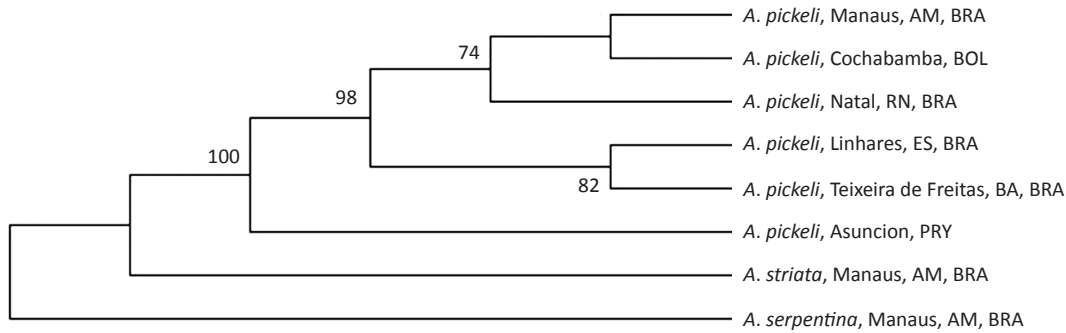 A. pickeli, Manaus, AM, BRA
74
A. pickeli, Cochabamba, BOL
98
A. pickeli, Natal, RN, BRA
A. pickeli, Linhares, ES, BRA
100
82
A. pickeli, Teixeira de Freitas, BA, BRA
A. pickeli, Asuncion, PRY
A. striata, Manaus, AM, BRA
A. serpentina, Manaus, AM, BRA